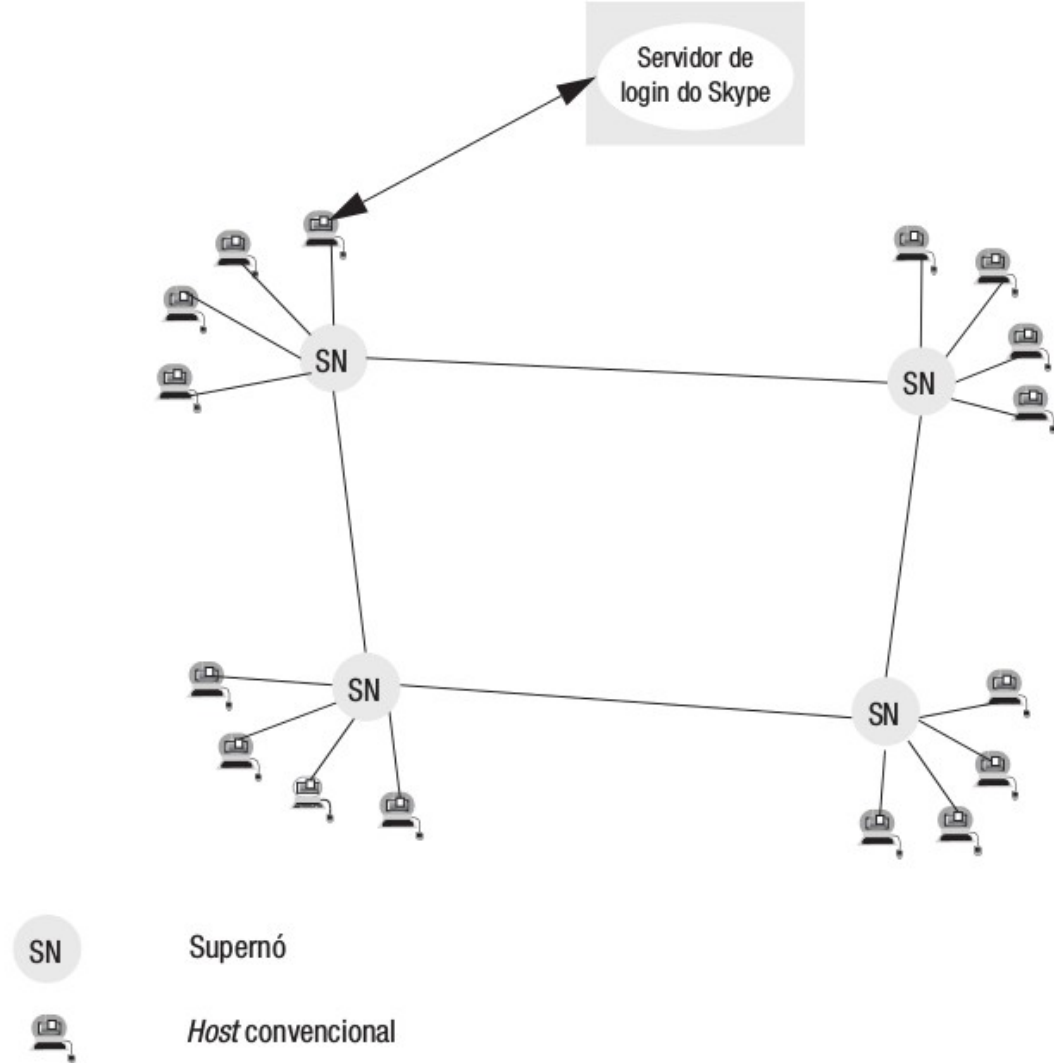 Servidor de
login do Skype
SN
SN
SN
SN
SN
Supernó
Host convencional